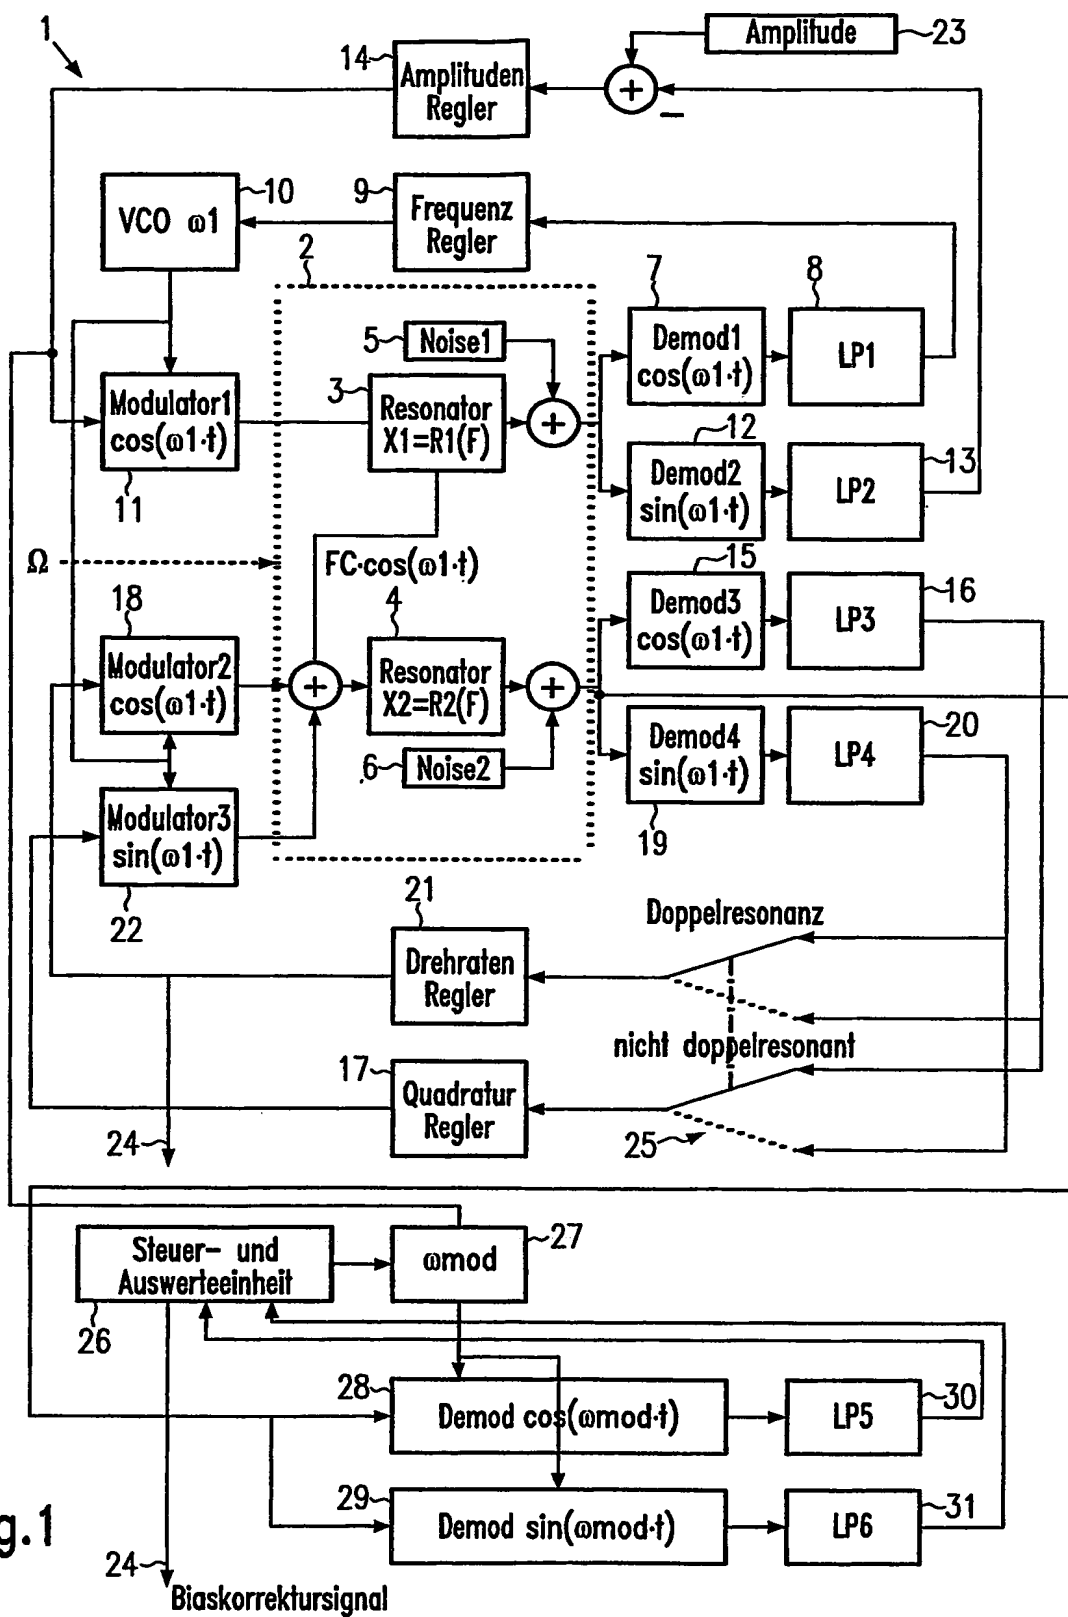 1
Amplitude
23
14
Amplituden
Regler
+
−
10
VCO ω1
9
Frequenz
Regler
2
7
8
5
Noise1
Demod1
cos(ω1·t)
LP1
3
Modulator1
cos(ω1·t)
Resonator
X1=R1(F)
+
11
12
13
Demod2
sin(ω1·t)
LP2
Ω
FC·cos(ω1·t)
15
16
Demod3
cos(ω1·t)
LP3
18
4
Modulator2
cos(ω1·t)
+
Resonator
X2=R2(F)
+
20
Demod4
sin(ω1·t)
LP4
6
Noise2
19
Modulator3
sin(ω1·t)
22
21
Doppelresonanz
Drehraten
Regler
nicht doppelresonant
17
Quadratur
Regler
24
25
Steuer- und
Auswerteeinheit
ωmod
27
26
28
Demod cos(ωmod·t)
LP5
30
29
Demod sin(ωmod·t)
LP6
31
g.1
24
Biaskorrektursignal